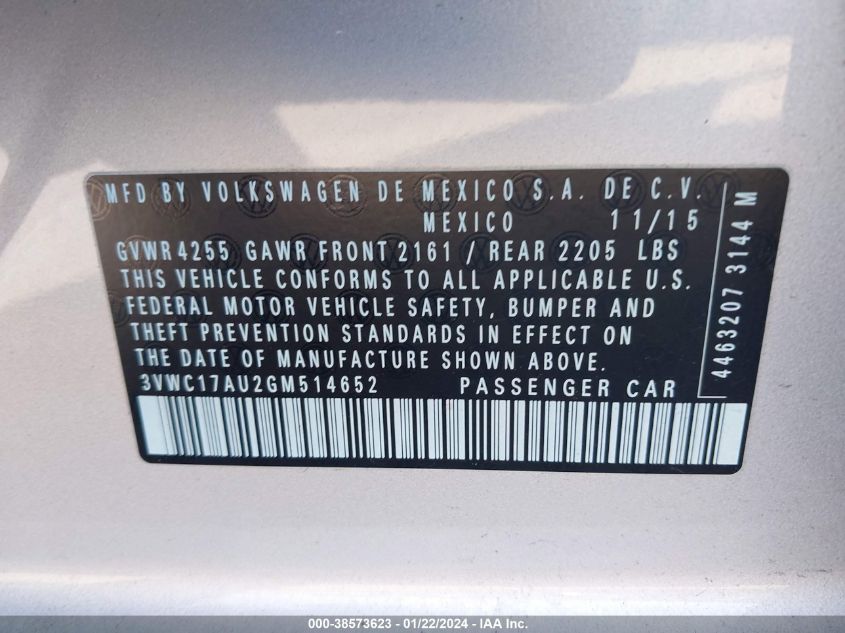 MFD BY VOLKSWAGEN DE MEXICO S.A. DE C.V.
MEXICO 11/15
GVWR 4255 GAWR FRONT 2161 / REAR 2205 LBS
THIS VEHICLE CONFORMS TO ALL APPLICABLE U.S.
FEDERAL MOTOR VEHICLE SAFETY, BUMPER AND
THEFT PREVENTION STANDARDS IN EFFECT ON
THE DATE OF MANUFACTURE SHOWN ABOVE.
3VWC17AU2GM514652 PASSENGER CAR
4463207 3144 M
000-38573623 - 01/22/2024 - IAA Inc.